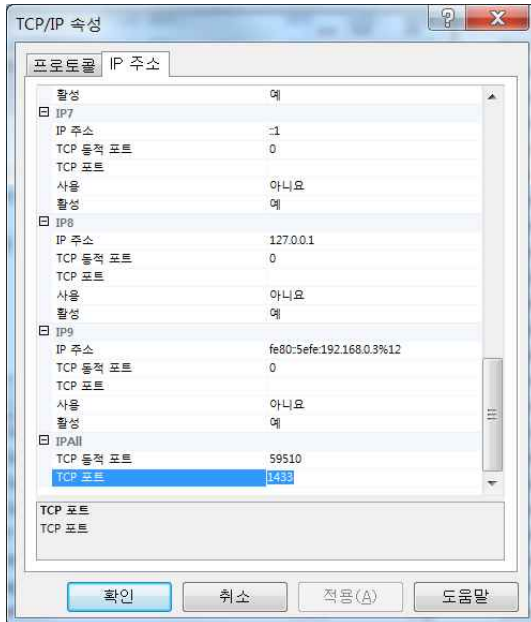 TCP/IP 속성
프로토콜 IP 주소
활성 예
IP7
IP 주소 ::1
TCP 동적 포트 0
TCP 포트
사용 아니요
활성 예
IP8
IP 주소 127.0.0.1
TCP 동적 포트 0
TCP 포트
사용 아니요
활성 예
IP9
IP 주소 fe80::5efe:192.168.0.3%12
TCP 동적 포트 0
TCP 포트
사용 아니요
활성 예
IPAll
TCP 동적 포트 59510
TCP 포트 1433
TCP 포트
TCP 포트
확인 취소 적용(A) 도움말